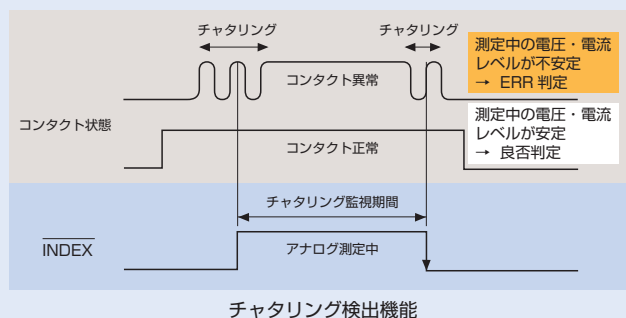 チャタリング
チャタリング
測定中の電圧・電流
レベルが不安定
→ ERR 判定
コンタクト異常
コンタクト状態
測定中の電圧・電流
レベルが安定
→ 良否判定
コンタクト正常
チャタリング監視期間
INDEX
アナログ測定中
チャタリング検出機能